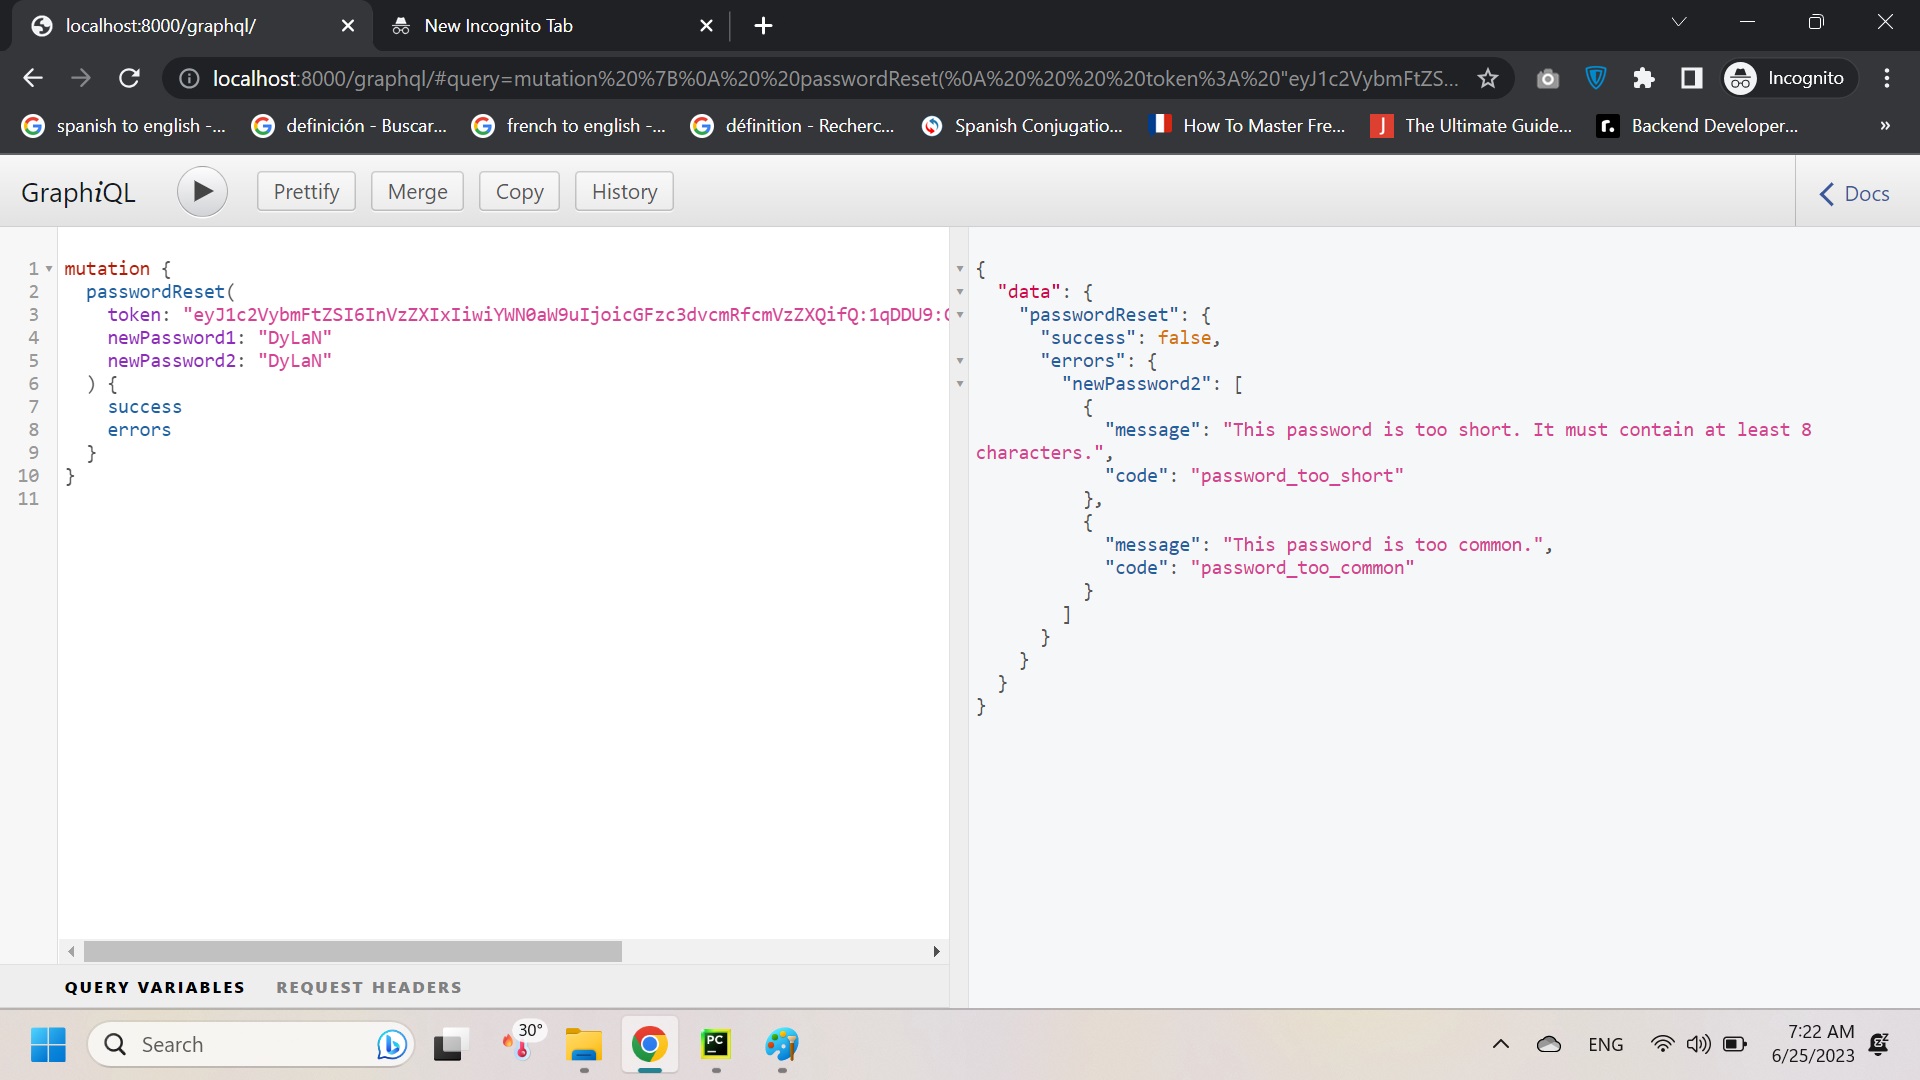 localhost:8000/graphql/
New Incognito Tab
localhost:8000/graphql/#query=mutation%20%7B%0A%20%20passwordReset(%0A%20%20%20%20token%3A%20"eyJ1c2VybmFtZS...
Incognito
spanish to english -...
definición - Buscar...
french to english -...
définition - Recherc...
Spanish Conjugatio...
How To Master Fre...
The Ultimate Guide...
Backend Developer...
»
GraphiQL
Prettify
Merge
Copy
History
Docs
1 mutation {
2 passwordReset(
3 token: "eyJ1c2VybmFtZSI6InVzZXIxIiwiYWN0aW9uIjoicGFzc3dvcmRfcmVzZXQifQ:1qDDU9:
4 newPassword1: "DyLaN"
5 newPassword2: "DyLaN"
6 ) {
7 success
8 errors
9 }
10 }
11
{
"data": {
"passwordReset": {
"success": false,
"errors": {
"newPassword2": [
{
"message": "This password is too short. It must contain at least 8
characters.",
"code": "password_too_short"
},
{
"message": "This password is too common.",
"code": "password_too_common"
}
]
}
}
}
}
QUERY VARIABLES
REQUEST HEADERS
Search
30°
PC
ENG
7:22 AM
6/25/2023